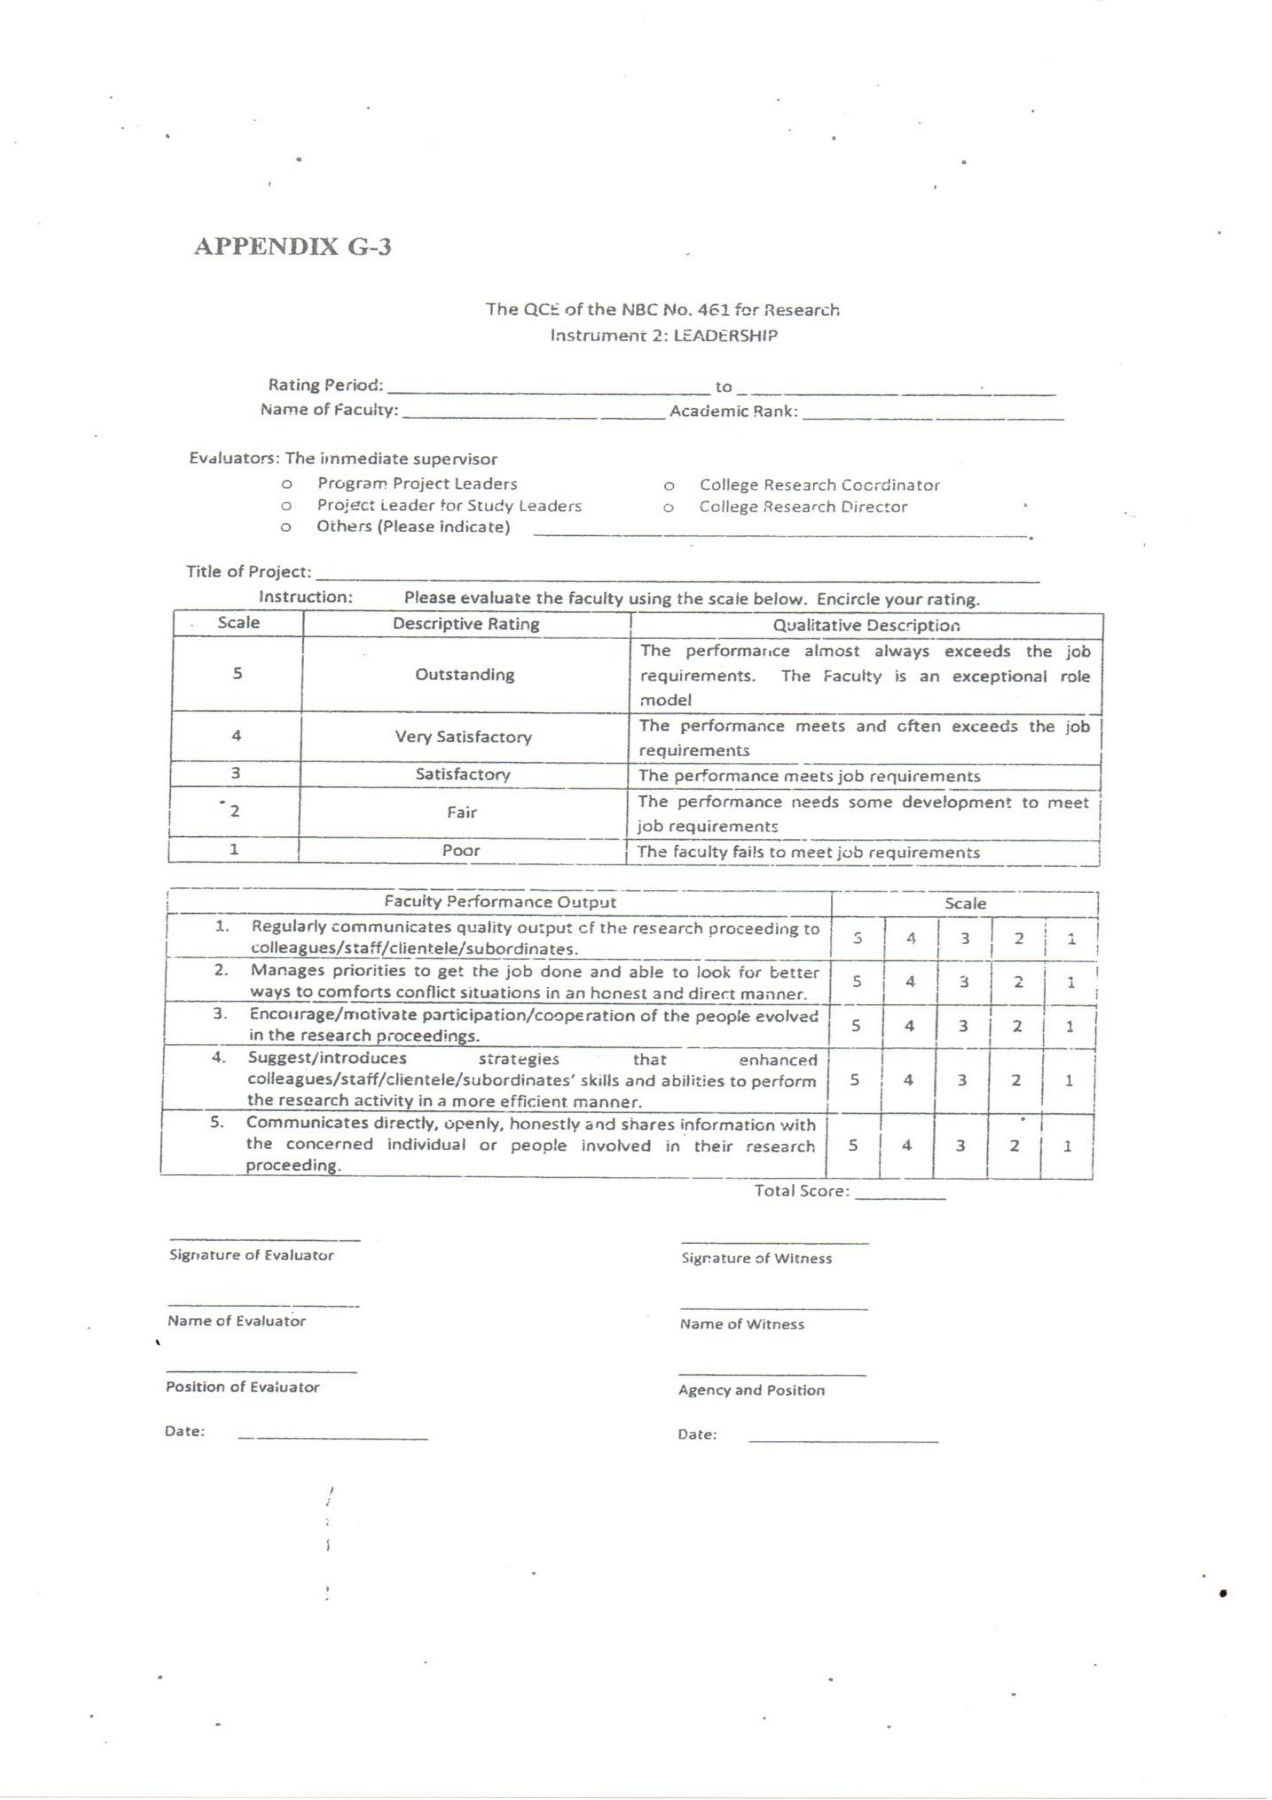 APPENDIX G-3
The QCE of the NBC No. 461 for Research
Instrument 2: LEADERSHIP
Rating Period: ______ to ______
Name of Faculty: ______ Academic Rank: ______
Evaluators: The immediate supervisor
o Program Project Leaders o College Research Coordinator
o Project Leader for Study Leaders o College Research Director
o Others (Please indicate) ______.
Title of Project: ______
Instruction: Please evaluate the faculty using the scale below. Encircle your rating.
Scale Descriptive Rating Qualitative Description
5 Outstanding The performance almost always exceeds the job
requirements. The Faculty is an exceptional role
model
4 Very Satisfactory The performance meets and often exceeds the job
requirements
3 Satisfactory The performance meets job requirements
2 Fair The performance needs some development to meet
job requirements
1 Poor The faculty fails to meet job requirements
Faculty Performance Output Scale
1. Regularly communicates quality output of the research proceeding to
colleagues/staff/clientele/subordinates. 5 4 3 2 1
2. Manages priorities to get the job done and able to look for better
ways to comforts conflict situations in an honest and direct manner. 5 4 3 2 1
3. Encourage/motivate participation/cooperation of the people evolved
in the research proceedings. 5 4 3 2 1
4. Suggest/introduces strategies that enhanced
colleagues/staff/clientele/subordinates' skills and abilities to perform 5 4 3 2 1
the research activity in a more efficient manner.
5. Communicates directly, openly, honestly and shares information with
the concerned individual or people involved in their research 5 4 3 2 1
proceeding.
Total Score: ______
Signature of Evaluator Signature of Witness
Name of Evaluator Name of Witness
Position of Evaluator Agency and Position
Date: ______ Date: ______